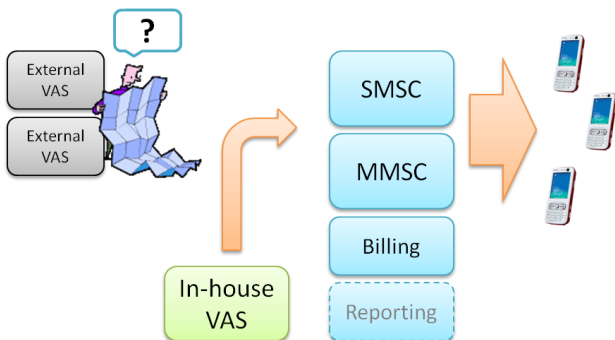 ?
External
VAS
External
VAS
SMSC
MMSC
Billing
In-house
VAS
Reporting